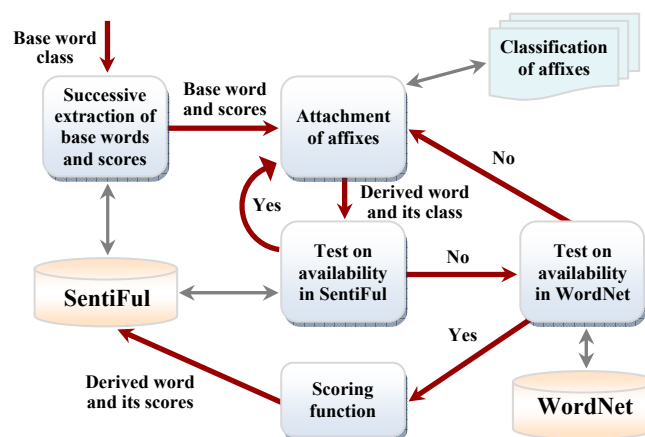 Base word
class
Successive
extraction of
base words
and scores
Base word
and scores
Attachment
of affixes
Classification
of affixes
No
Yes
Derived word
and its class
Test on
availability
in SentiFul
No
Test on
availability
in WordNet
SentiFul
Yes
Derived word
and its scores
Scoring
function
WordNet